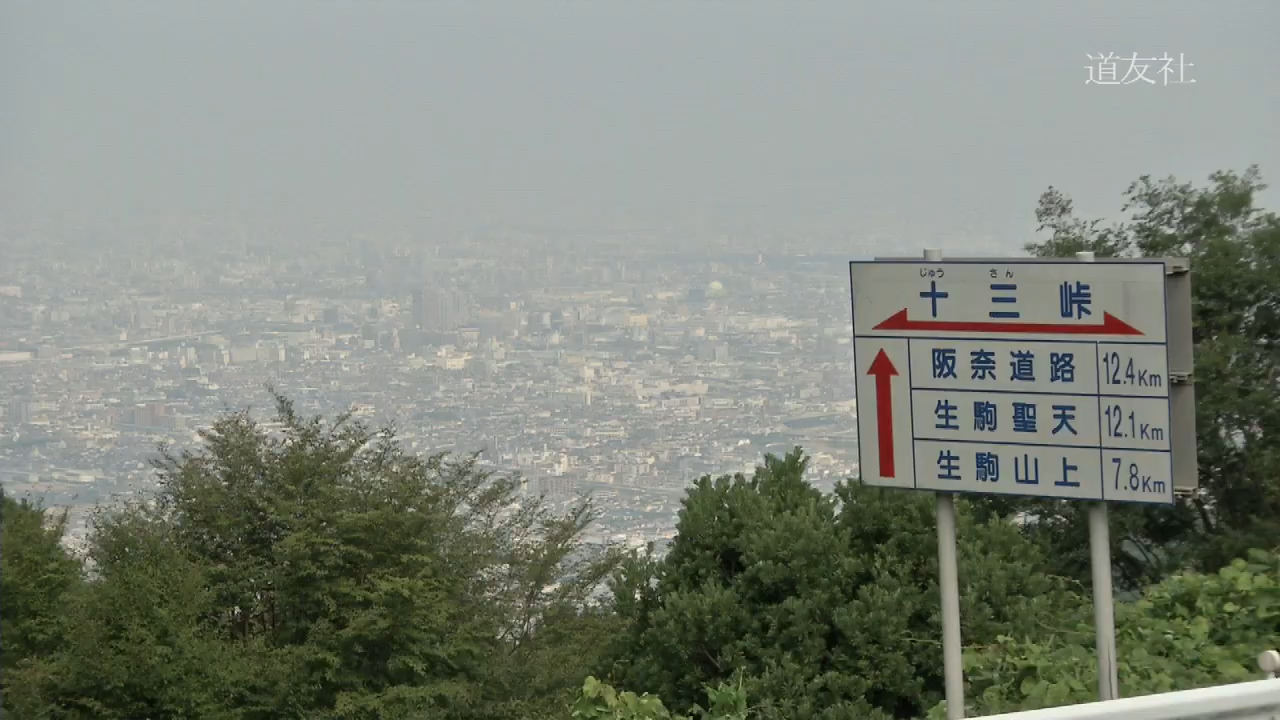 道友社
じゅう さん
十三峠
阪奈道路 12.4Km
生駒聖天 12.1Km
生駒山上 7.8Km